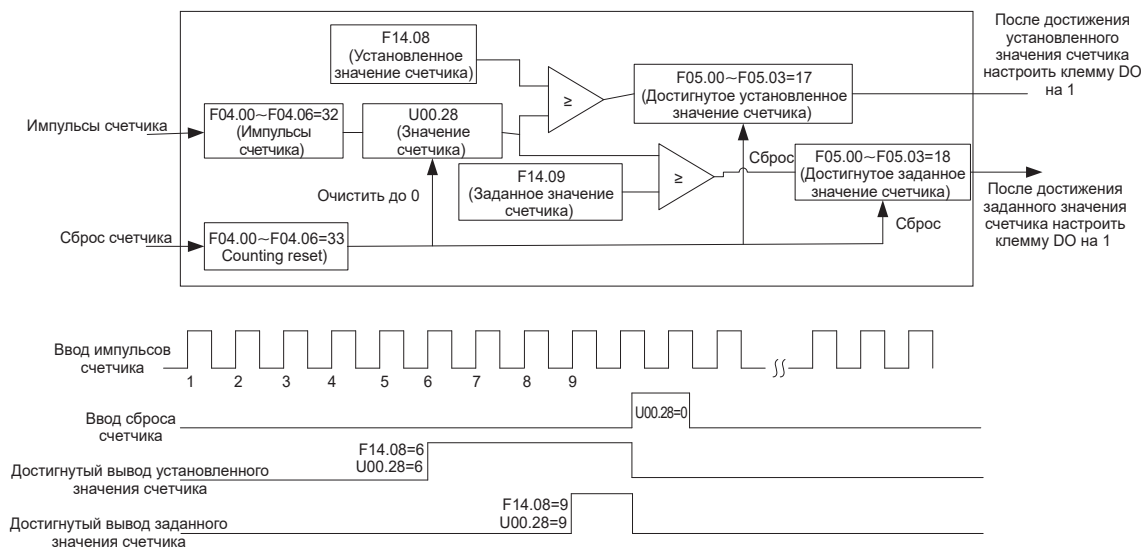 F14.08
(Установленное
значение счетчика)
После достижения
установленного
значения счетчика
настроить клемму DO
на 1
≥
F05.00~F05.03=17
(Достигнутое установленное
значение счетчика)
Импульсы счетчика
F04.00~F04.06=32
(Импульсы
счетчика)
U00.28
(Значение
счетчика)
F14.09
(Заданное значение
счетчика)
≥
Сброс
F05.00~F05.03=18
(Достигнутое заданное
значение счетчика)
Очистить до 0
После достижения
заданного значения
счетчика настроить
клемму DO на 1
Сброс
Сброс счетчика
F04.00~F04.06=33
Counting reset)
Ввод импульсов
счетчика
1 2 3 4 5 6 7 8 9
Ввод сброса
счетчика
U00.28=0
Достигнутый вывод установленного
значения счетчика
F14.08=6
U00.28=6
Достигнутый вывод заданного
значения счетчика
F14.08=9
U00.28=9